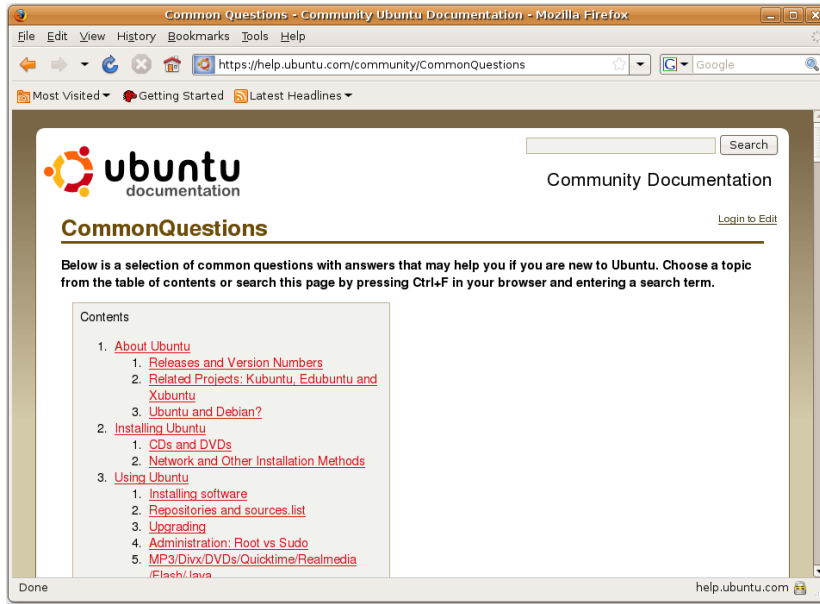 Common Questions - Community Ubuntu Documentation - Mozilla Firefox
File Edit View History Bookmarks Tools Help
https://help.ubuntu.com/community/CommonQuestions
G Google
Most Visited Getting Started Latest Headlines
Search
ubuntu
documentation
Community Documentation
Login to Edit
CommonQuestions
Below is a selection of common questions with answers that may help you if you are new to Ubuntu. Choose a topic
from the table of contents or search this page by pressing Ctrl+F in your browser and entering a search term.
Contents
1. About Ubuntu
1. Releases and Version Numbers
2. Related Projects: Kubuntu, Edubuntu and
Xubuntu
3. Ubuntu and Debian?
2. Installing Ubuntu
1. CDs and DVDs
2. Network and Other Installation Methods
3. Using Ubuntu
1. Installing software
2. Repositories and sources.list
3. Upgrading
4. Administration: Root vs Sudo
5. MP3/Divx/DVDs/Quicktime/Realmedia
/Flash/Java
Done
help.ubuntu.com